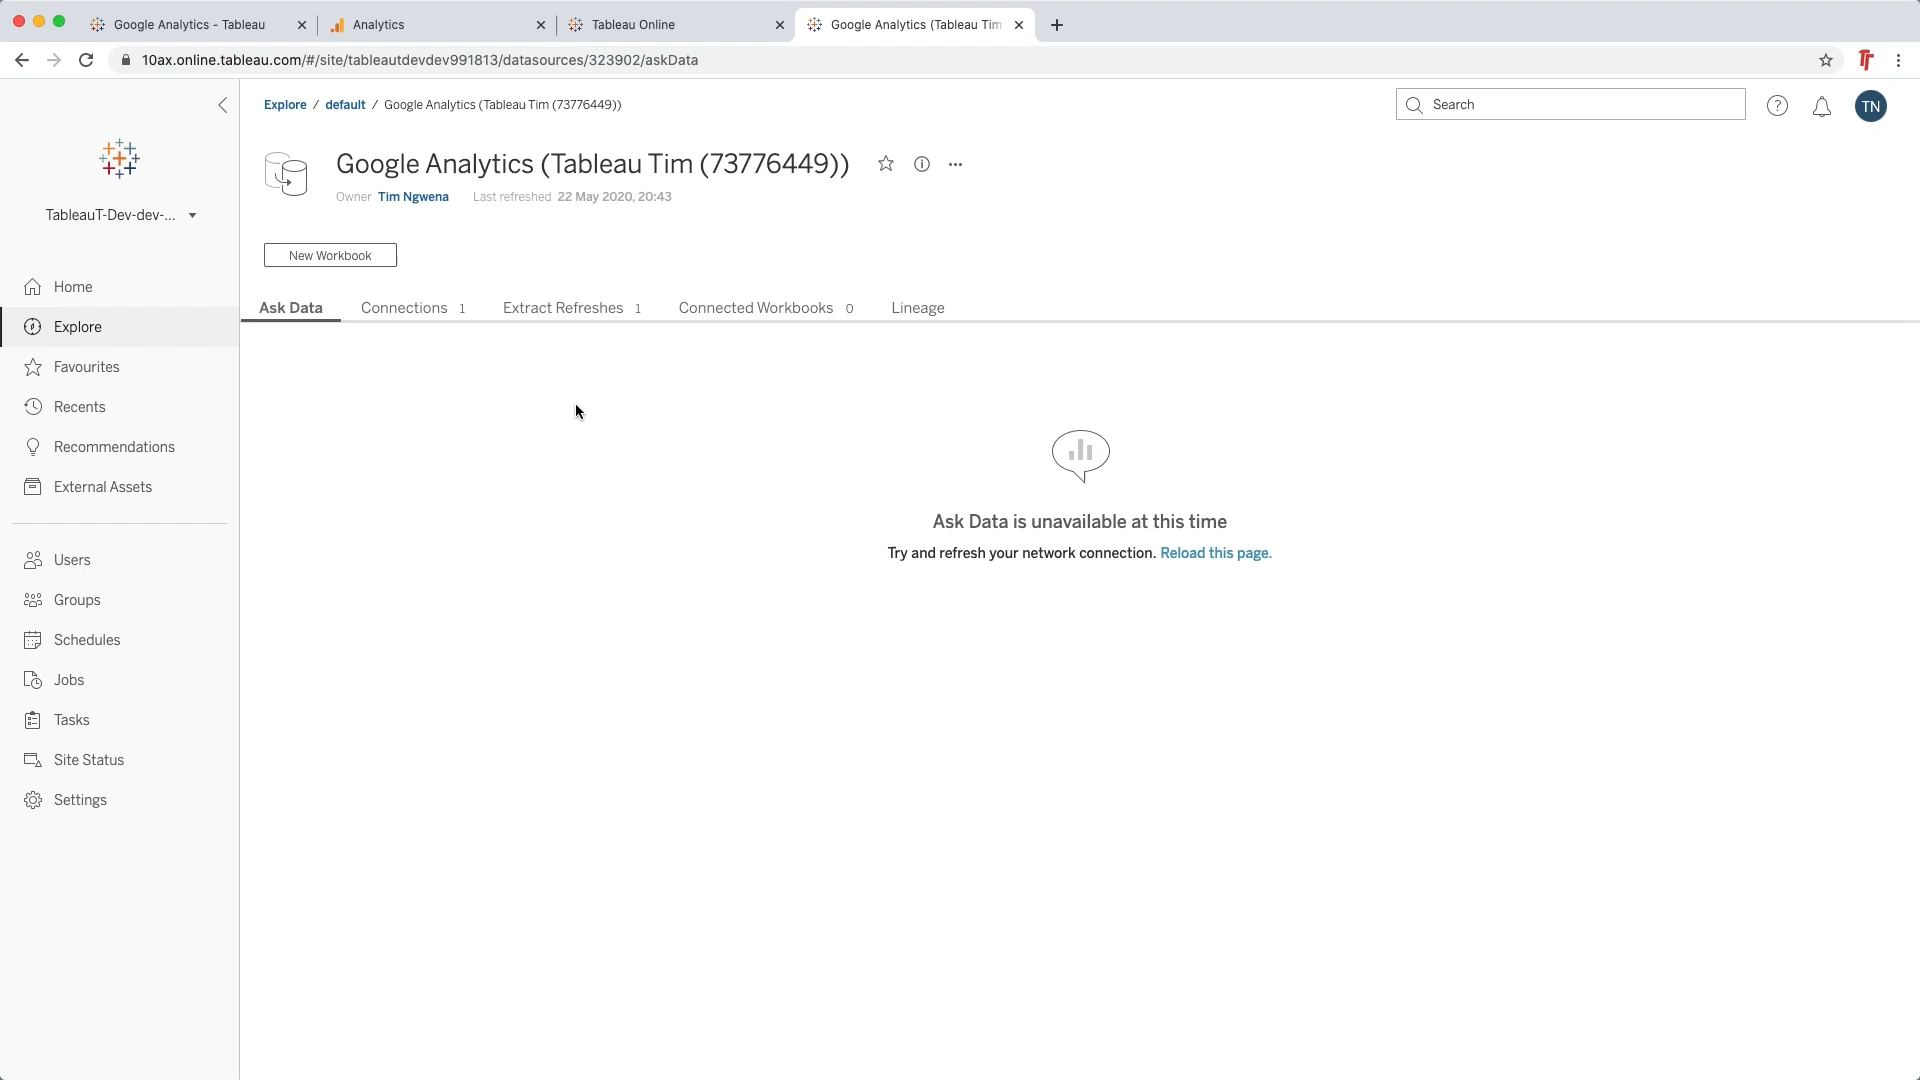 Google Analytics - Tableau
Analytics
Tableau Online
Google Analytics (Tableau Tim
10ax.online.tableau.com/#/site/tableautdevdev991813/datasources/323902/askData
Explore / default / Google Analytics (Tableau Tim (73776449))
Search
TN
Google Analytics (Tableau Tim (73776449))
Owner Tim Ngwena Last refreshed 22 May 2020, 20:43
TableauT-Dev-dev-...
New Workbook
Ask Data
Connections 1
Extract Refreshes 1
Connected Workbooks 0
Lineage
Home
Explore
Favourites
Recents
Recommendations
External Assets
Users
Groups
Schedules
Jobs
Tasks
Site Status
Settings
Ask Data is unavailable at this time
Try and refresh your network connection. Reload this page.